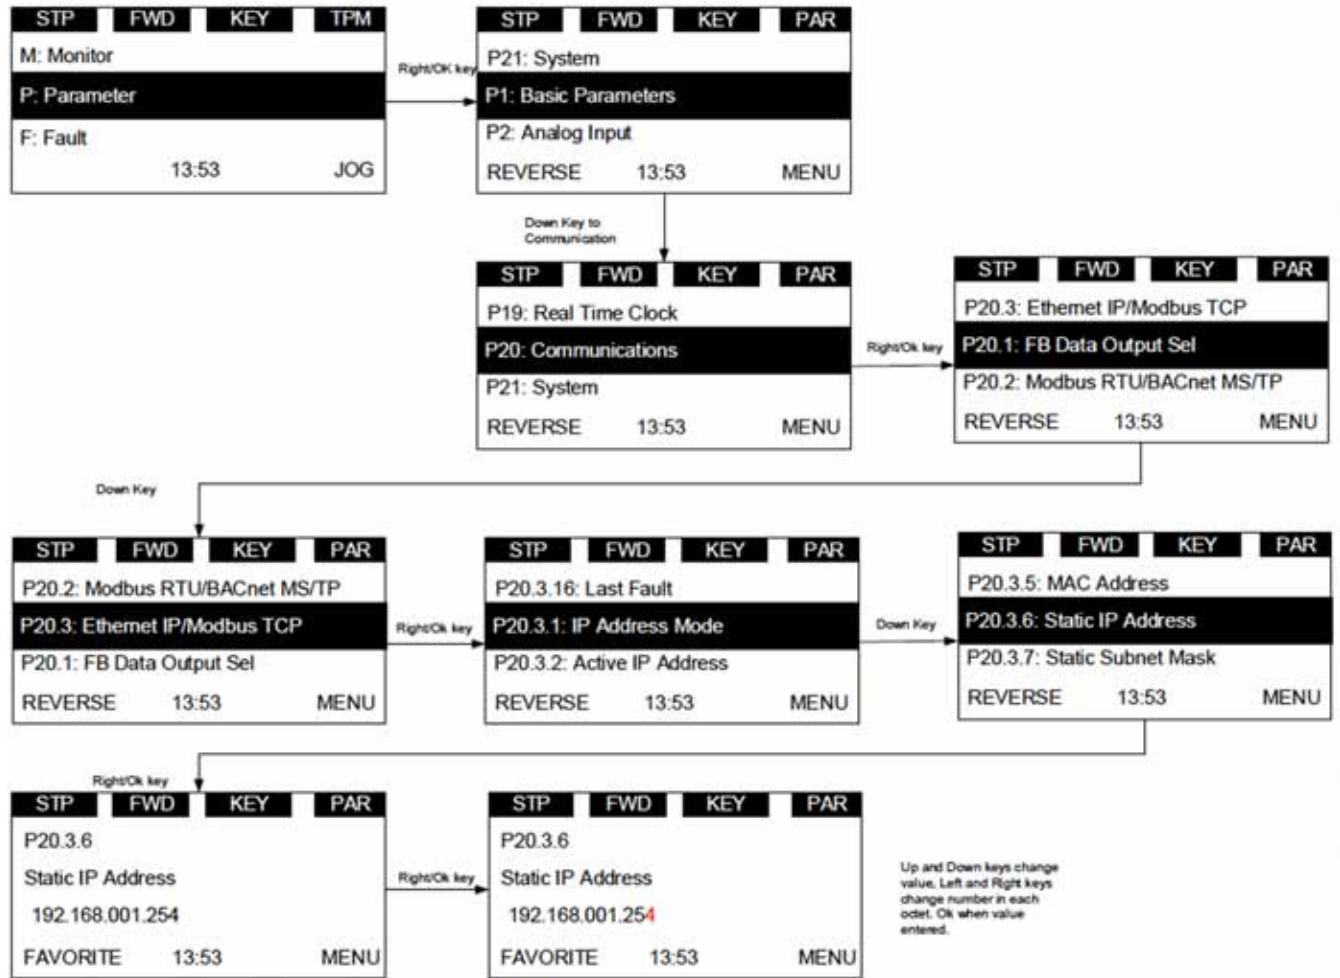 STP FWD KEY TPM
M: Monitor
P: Parameter
F: Fault
13:53 JOG
Right/OK key
STP FWD KEY PAR
P21: System
P1: Basic Parameters
P2: Analog Input
REVERSE 13:53 MENU
Down Key to
Communication
STP FWD KEY PAR
P19: Real Time Clock
P20: Communications
P21: System
REVERSE 13:53 MENU
Right/Ok key
STP FWD KEY PAR
P20.3: Ethernet IP/Modbus TCP
P20.1: FB Data Output Sel
P20.2: Modbus RTU/BACnet MS/TP
REVERSE 13:53 MENU
Down Key
STP FWD KEY PAR
P20.2: Modbus RTU/BACnet MS/TP
P20.3: Ethernet IP/Modbus TCP
P20.1: FB Data Output Sel
REVERSE 13:53 MENU
Right/Ok key
STP FWD KEY PAR
P20.3.16: Last Fault
P20.3.1: IP Address Mode
P20.3.2: Active IP Address
REVERSE 13:53 MENU
Down Key
STP FWD KEY PAR
P20.3.5: MAC Address
P20.3.6: Static IP Address
P20.3.7: Static Subnet Mask
REVERSE 13:53 MENU
Right/Ok key
STP FWD KEY PAR
P20.3.6
Static IP Address
192.168.001.254
FAVORITE 13:53 MENU
Right/Ok key
STP FWD KEY PAR
P20.3.6
Static IP Address
192.168.001.254
FAVORITE 13:53 MENU
Up and Down keys change
value, Left and Right keys
change number in each
octet. Ok when value
entered.